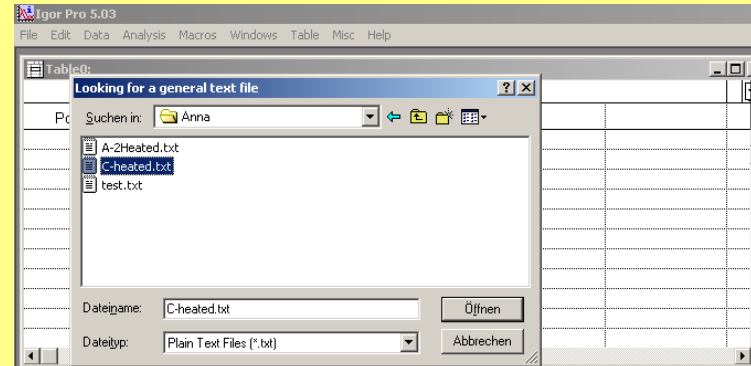 Igor Pro 5.03
File Edit Data Analysis Macros Windows Table Misc Help
Table0:
Looking for a general text file
Suchen in: Anna
A-2Heated.txt
C-heated.txt
test.txt
Dateiname: C-heated.txt Öffnen
Dateityp: Plain Text Files (*.txt) Abbrechen